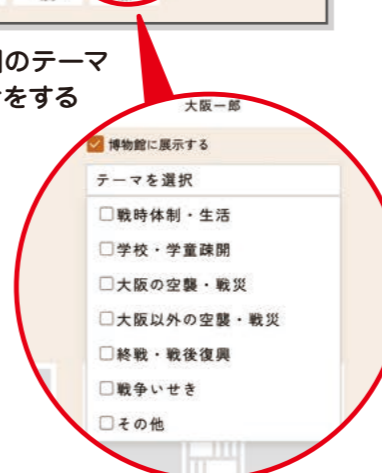 のテーマ
をする
大阪一郎
博物館に展示する
テーマを選択
戦時体制・生活
学校・学童疎開
大阪の空襲・戦災
大阪以外の空襲・戦災
終戦・戦後復興
戦争いせき
その他